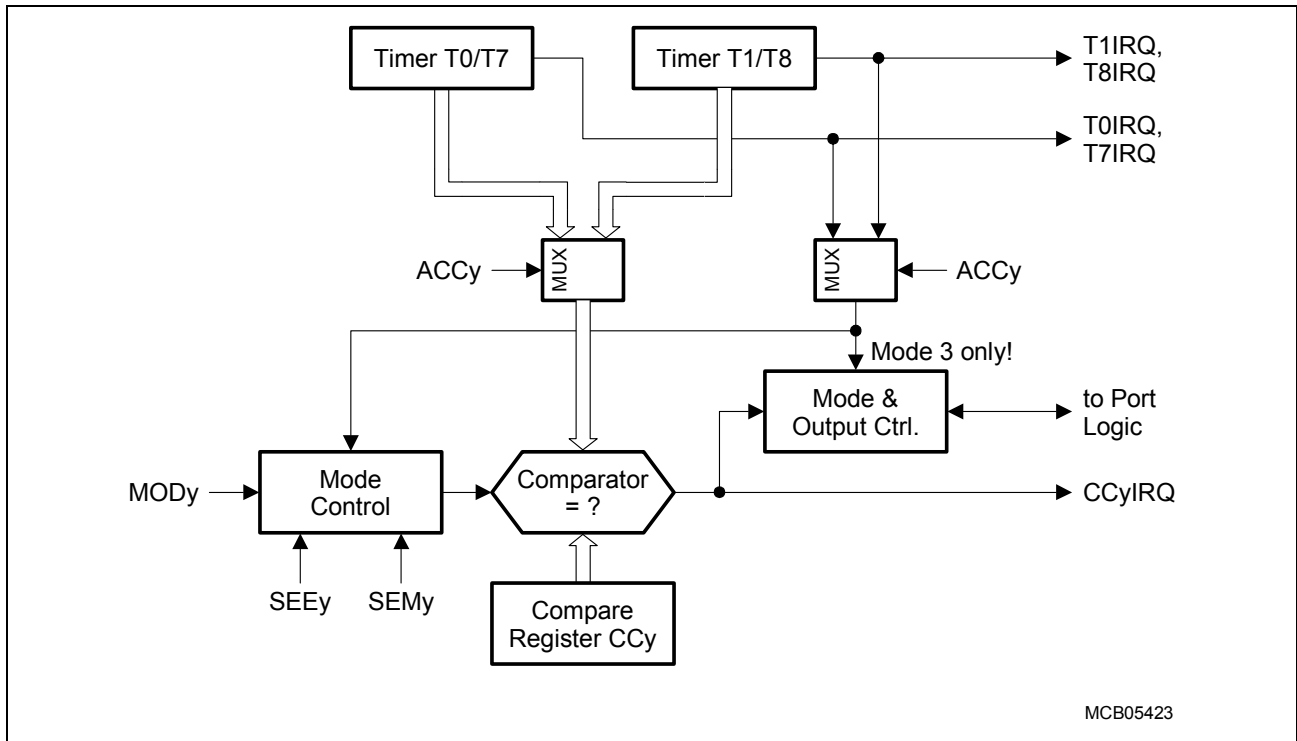 Timer T0/T7
Timer T1/T8
T1IRQ,
T8IRQ
T0IRQ,
T7IRQ
ACCy
MUX
MUX
ACCy
Mode 3 only!
Mode &
Output Ctrl.
to Port
Logic
MODy
Mode
Control
Comparator
= ?
CCyIRQ
SEEy
SEMy
Compare
Register CCy
MCB05423